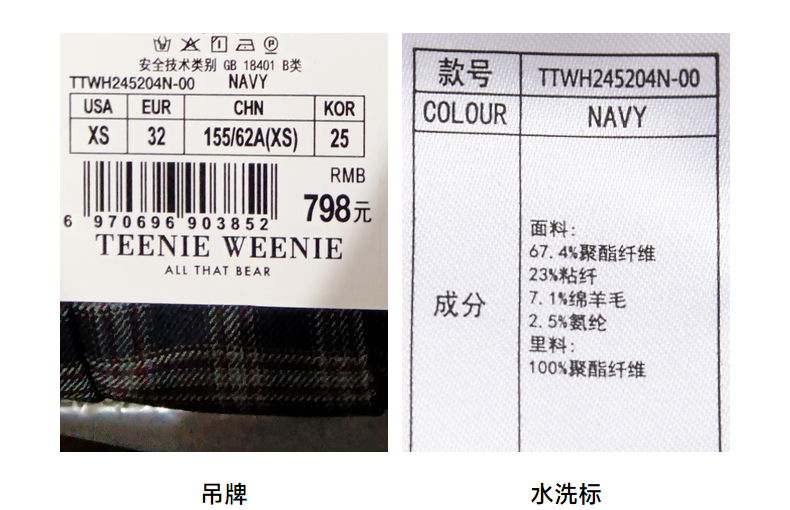 安全技术类别 GB 18401 B类
TTWH245204N-00 NAVY
USA EUR CHN KOR
XS 32 155/62A(XS) 25
RMB
798元
6 970696 903852
TEENIE WEENIE
ALL THAT BEAR
吊牌
款号 TTWH245204N-00
COLOUR NAVY
成分
面料:
67.4%聚酯纤维
23%粘纤
7.1%绵羊毛
2.5%氨纶
里料:
100%聚酯纤维
水洗标